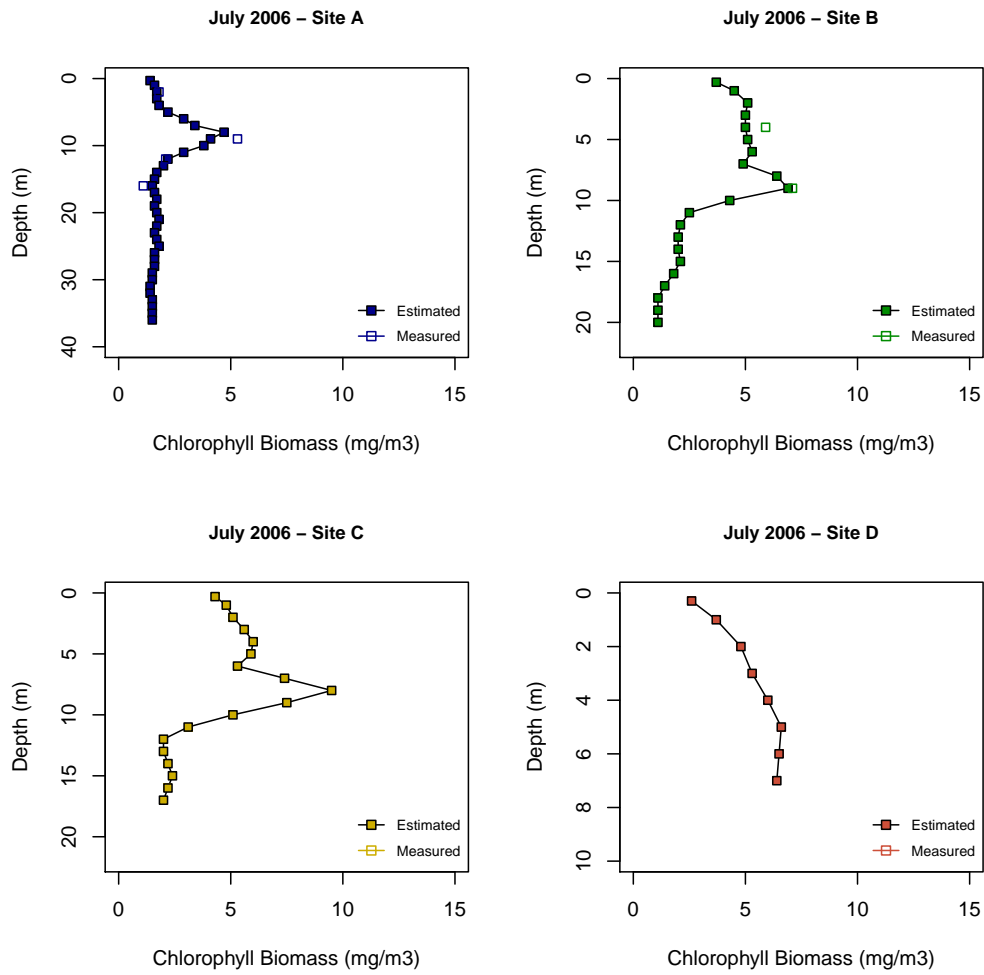 July 2006 – Site A
0
10
20
30
40
Depth (m)
Estimated
Measured
0 5 10 15
Chlorophyll Biomass (mg/m3)
July 2006 – Site B
0
5
10
15
20
Depth (m)
Estimated
Measured
0 5 10 15
Chlorophyll Biomass (mg/m3)
July 2006 – Site C
0
5
10
15
20
Depth (m)
Estimated
Measured
0 5 10 15
Chlorophyll Biomass (mg/m3)
July 2006 – Site D
0
2
4
6
8
10
Depth (m)
Estimated
Measured
0 5 10 15
Chlorophyll Biomass (mg/m3)